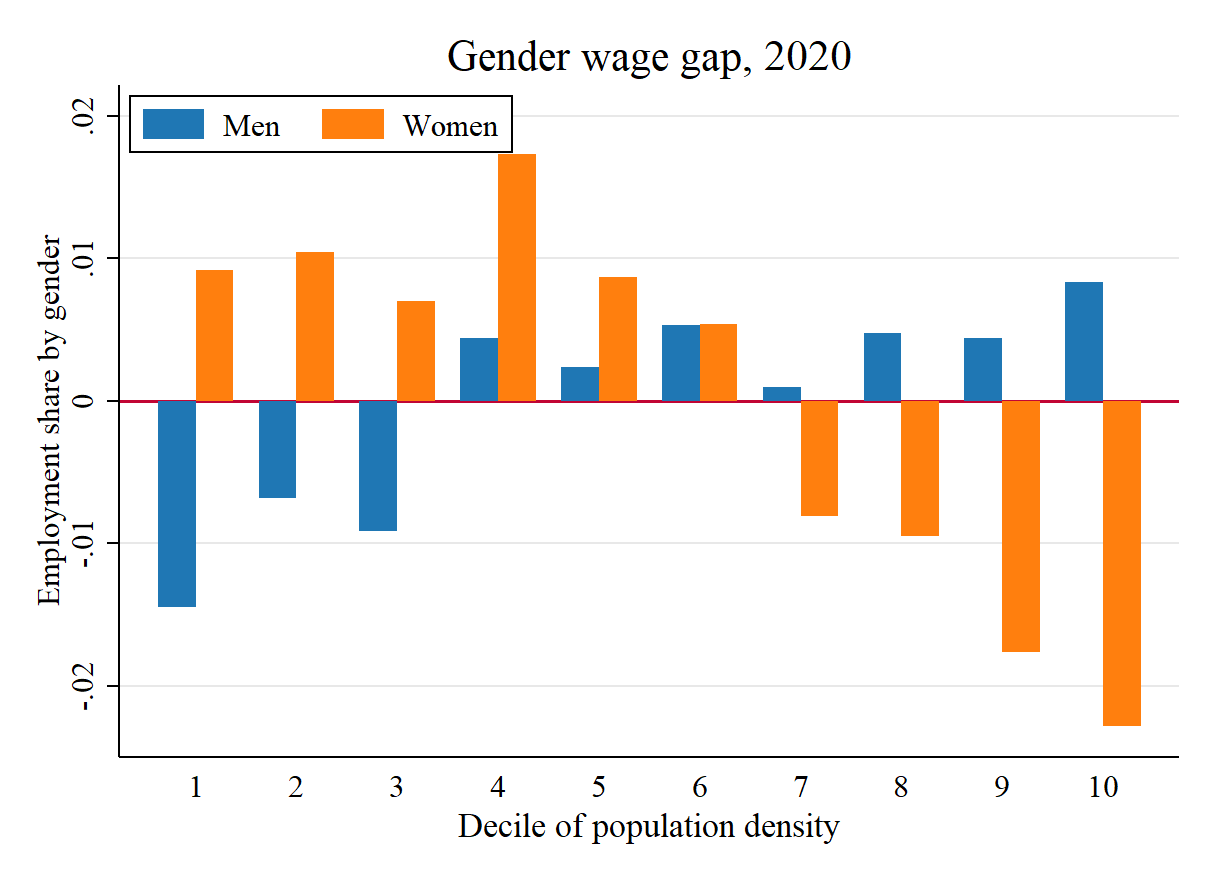 Gender wage gap, 2020
Men
Women
Employment share by gender
.02
.01
0
-.01
-.02
1 2 3 4 5 6 7 8 9 10
Decile of population density